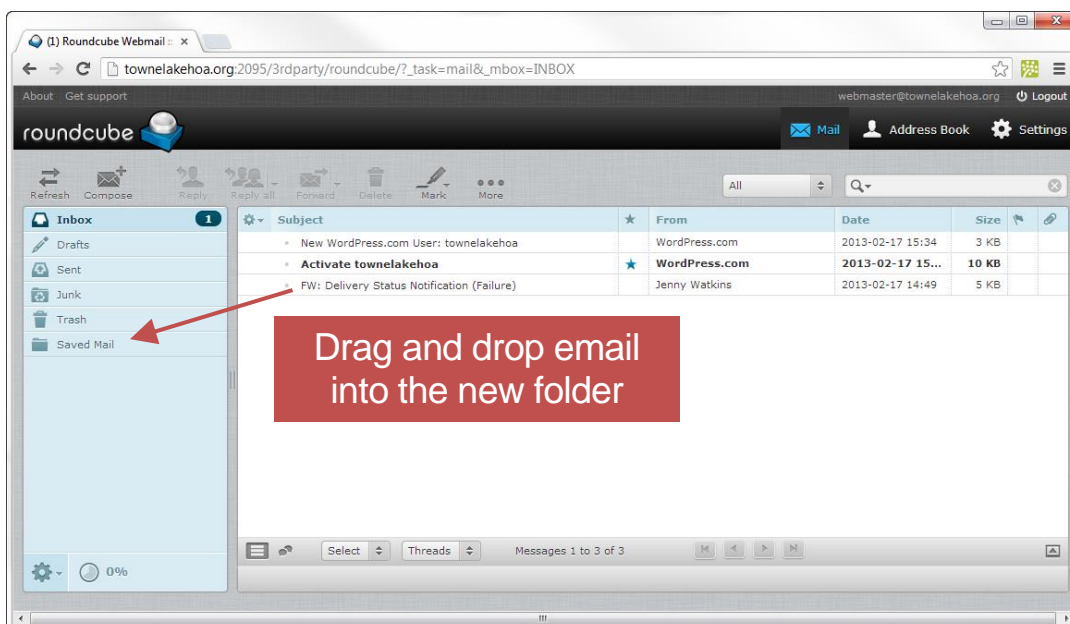 (1) Roundcube Webmail ::
townelakehoa.org:2095/3rdparty/roundcube/?_task=mail&_mbox=INBOX
About Get support webmaster@townelakehoa.org Logout
roundcube Mail Address Book Settings
Refresh Compose Reply Reply all Forward Delete Mark More All
Inbox 1 Subject From Date Size
Drafts New WordPress.com User: townelakehoa WordPress.com 2013-02-17 15:34 3 KB
Sent Activate townelakehoa WordPress.com 2013-02-17 15... 10 KB
Junk FW: Delivery Status Notification (Failure) Jenny Watkins 2013-02-17 14:49 5 KB
Trash
Saved Mail
Drag and drop email
into the new folder
Select Threads Messages 1 to 3 of 3
0%